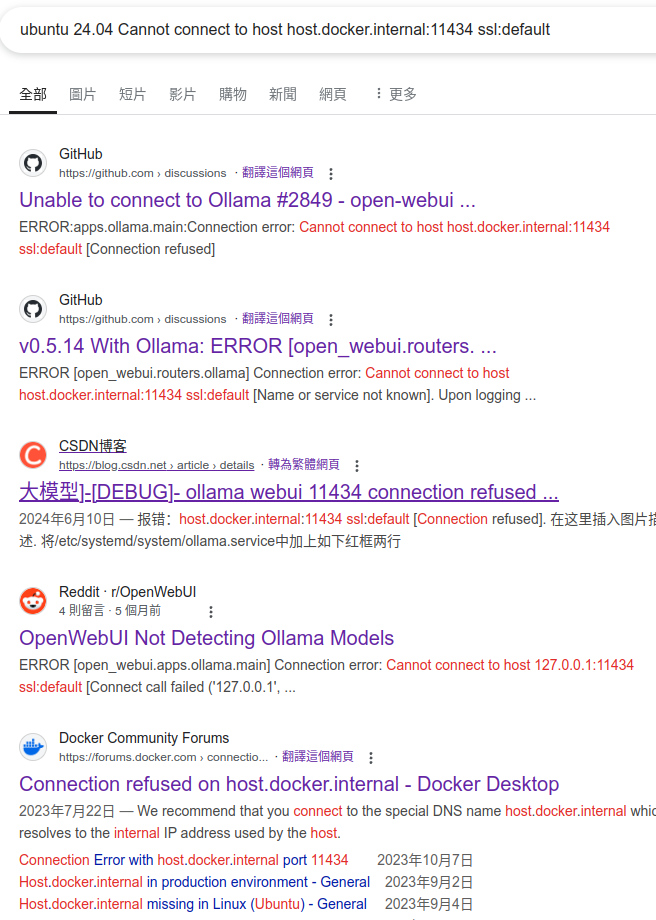 ubuntu 24.04 Cannot connect to host host.docker.internal:11434 ssl:default
全部 圖片 短片 影片 購物 新聞 網頁 ⋮ 更多
GitHub
https://github.com › discussions · 翻譯這個網頁
Unable to connect to Ollama #2849 - open-webui ...
ERROR:apps.ollama.main:Connection error: Cannot connect to host host.docker.internal:11434
ssl:default [Connection refused]
GitHub
https://github.com › discussions · 翻譯這個網頁
v0.5.14 With Ollama: ERROR [open_webui.routers. ...
ERROR [open_webui.routers.ollama] Connection error: Cannot connect to host
host.docker.internal:11434 ssl:default [Name or service not known]. Upon logging ...
CSDN博客
https://blog.csdn.net › article › details · 轉為繁體網頁
大模型]-[DEBUG]- ollama webui 11434 connection refused ...
2024年6月10日 — 报错：host.docker.internal:11434 ssl:default [Connection refused]. 在这里插入图片描
述. 将/etc/systemd/system/ollama.service中加上如下红框两行
Reddit · r/OpenWebUI
4 則留言 · 5 個月前
OpenWebUI Not Detecting Ollama Models
ERROR [open_webui.apps.ollama.main] Connection error: Cannot connect to host 127.0.0.1:11434
ssl:default [Connect call failed ('127.0.0.1', ...
Docker Community Forums
https://forums.docker.com › connectio... · 翻譯這個網頁
Connection refused on host.docker.internal - Docker Desktop
2023年7月22日 — We recommend that you connect to the special DNS name host.docker.internal whic
resolves to the internal IP address used by the host.
Connection Error with host.docker.internal port 11434 2023年10月7日
Host.docker.internal in production environment - General 2023年9月2日
Host.docker.internal missing in Linux (Ubuntu) - General 2023年9月4日